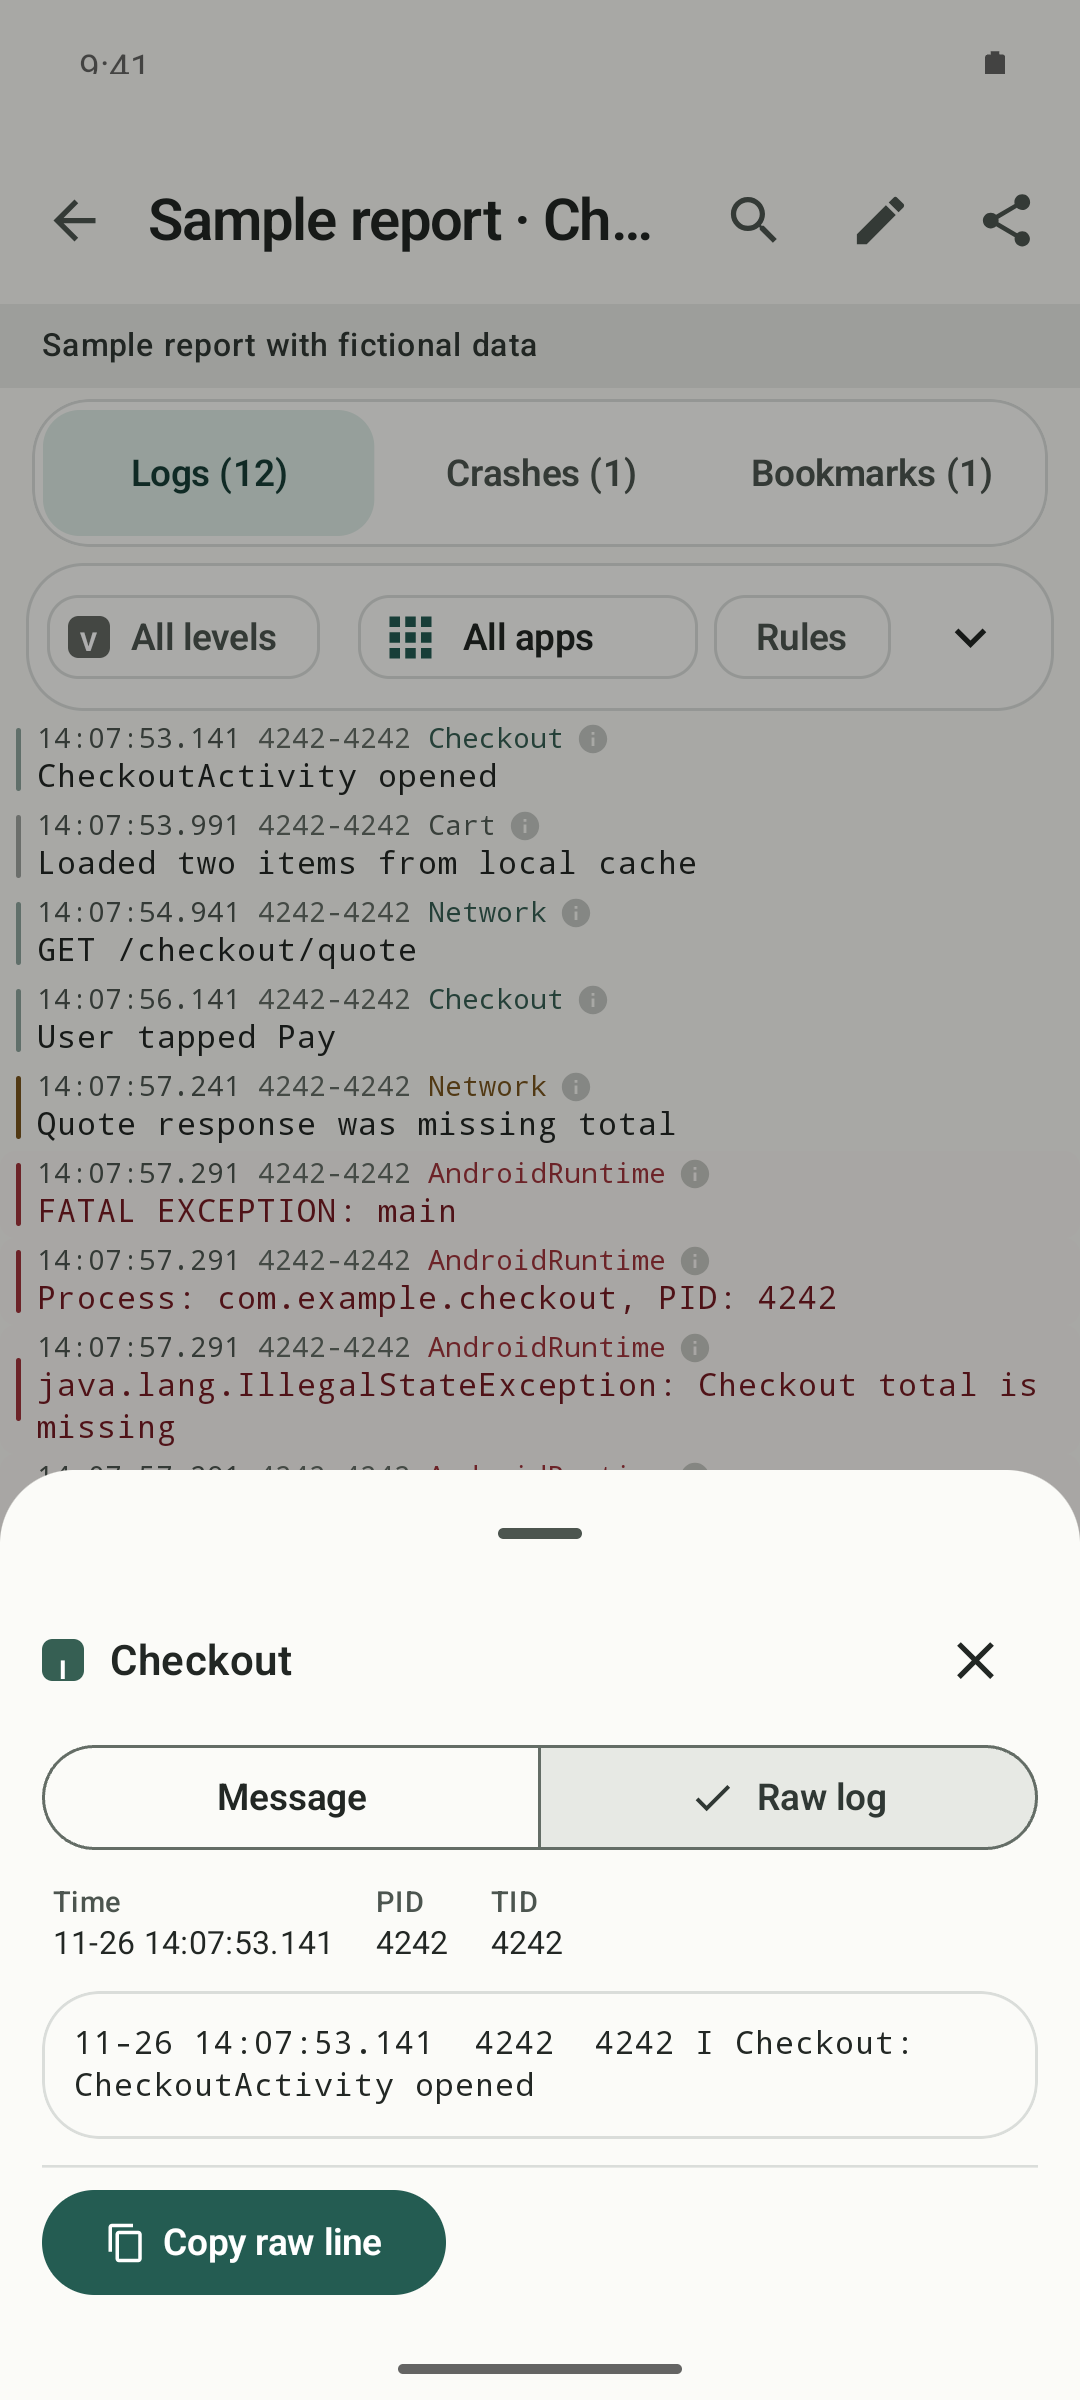 9:41
Sample report · Ch...
Sample report with fictional data
Logs (12) Crashes (1) Bookmarks (1)
V All levels All apps Rules
14:07:53.141 4242-4242 Checkout
CheckoutActivity opened
14:07:53.991 4242-4242 Cart
Loaded two items from local cache
14:07:54.941 4242-4242 Network
GET /checkout/quote
14:07:56.141 4242-4242 Checkout
User tapped Pay
14:07:57.241 4242-4242 Network
Quote response was missing total
14:07:57.291 4242-4242 AndroidRuntime
FATAL EXCEPTION: main
14:07:57.291 4242-4242 AndroidRuntime
Process: com.example.checkout, PID: 4242
14:07:57.291 4242-4242 AndroidRuntime
java.lang.IllegalStateException: Checkout total is
missing
I Checkout
Message Raw log
Time PID TID
11-26 14:07:53.141 4242 4242
11-26 14:07:53.141  4242  4242 I Checkout:
CheckoutActivity opened
Copy raw line